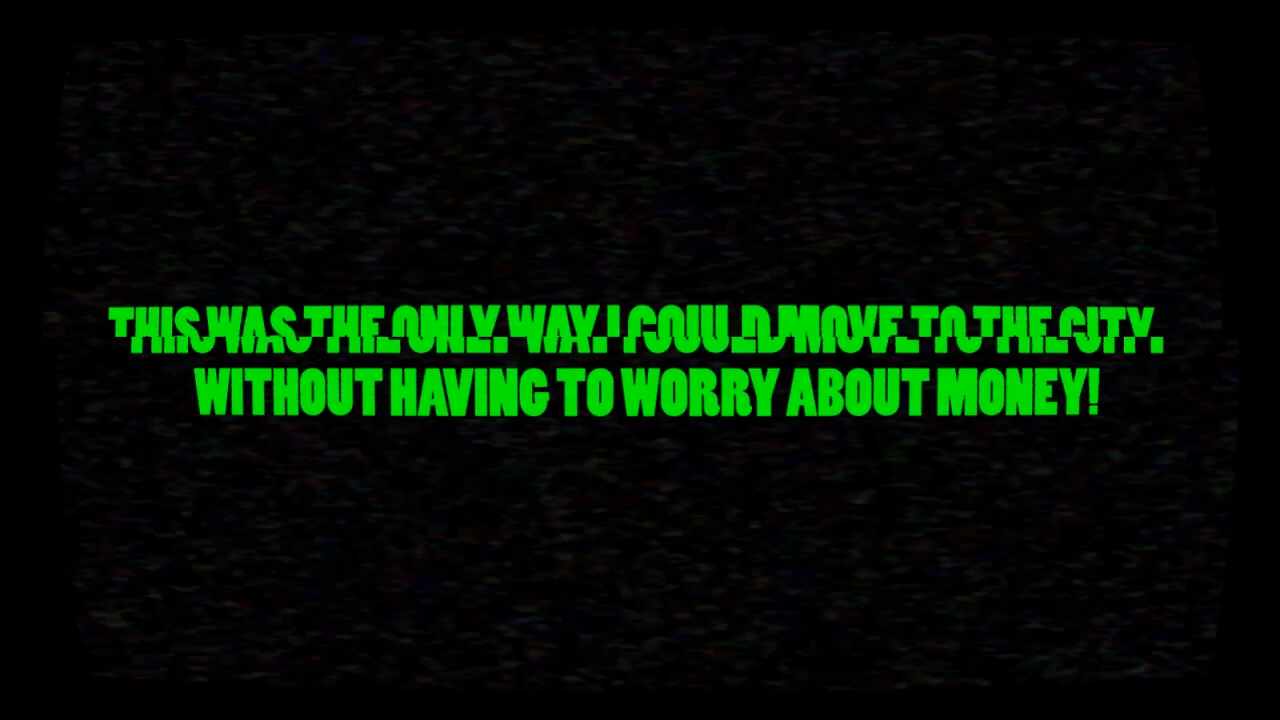 THIS WAS THE ONLY WAY I COULD MOVE TO THE CITY.
WITHOUT HAVING TO WORRY ABOUT MONEY!